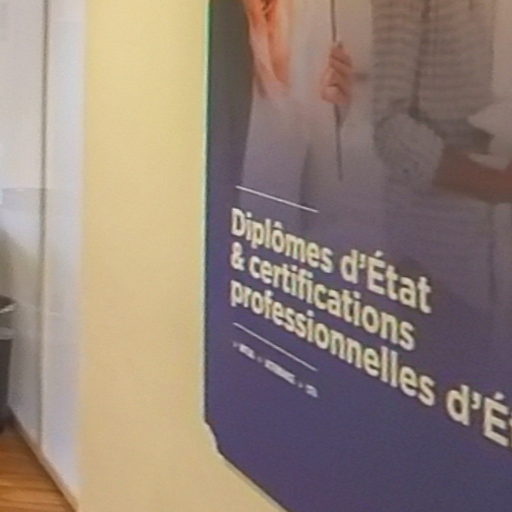 Diplômes d'État
& certifications
professionnelles d'É